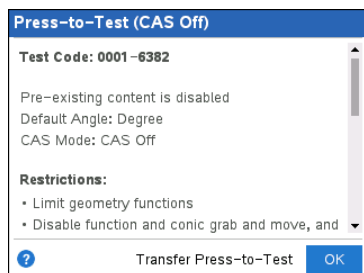 Press-to-Test (CAS Off)
Test Code: 0001-6382
Pre-existing content is disabled
Default Angle: Degree
CAS Mode: CAS Off
Restrictions:
• Limit geometry functions
• Disable function and conic grab and move, and
?
Transfer Press-to-Test
OK